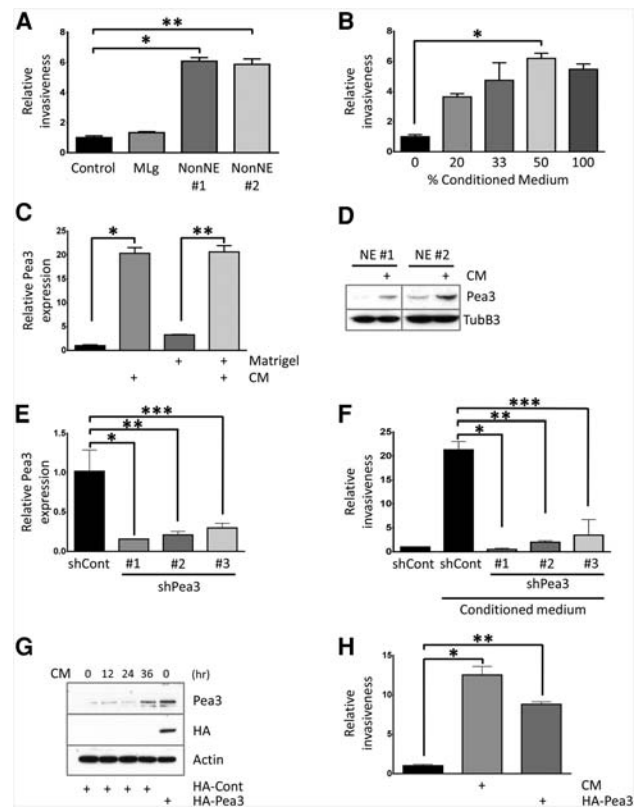 A
Relative invasiveness
8
6
4
2
0
*
**
Control MLg NonNE #1 NonNE #2
B
Relative invasiveness
8
6
4
2
0
*
0 20 33 50 100
% Conditioned Medium
C
Relative Pea3 expression
25
20
15
10
5
0
*
**
+ + Matrigel
+ + CM
D
NE #1 NE #2
+ + CM
Pea3
TubB3
E
Relative Pea3 expression
1.5
1.0
0.5
0.0
***
**
*
shCont #1 #2 #3
shPea3
F
Relative invasiveness
25
20
15
10
5
0
***
**
*
shCont shCont #1 #2 #3
shPea3
Conditioned medium
G
CM 0 12 24 36 0 (hr)
Pea3
HA
Actin
+ + + + HA-Cont
+ HA-Pea3
H
Relative invasiveness
15
10
5
0
**
*
+ CM
+ HA-Pea3